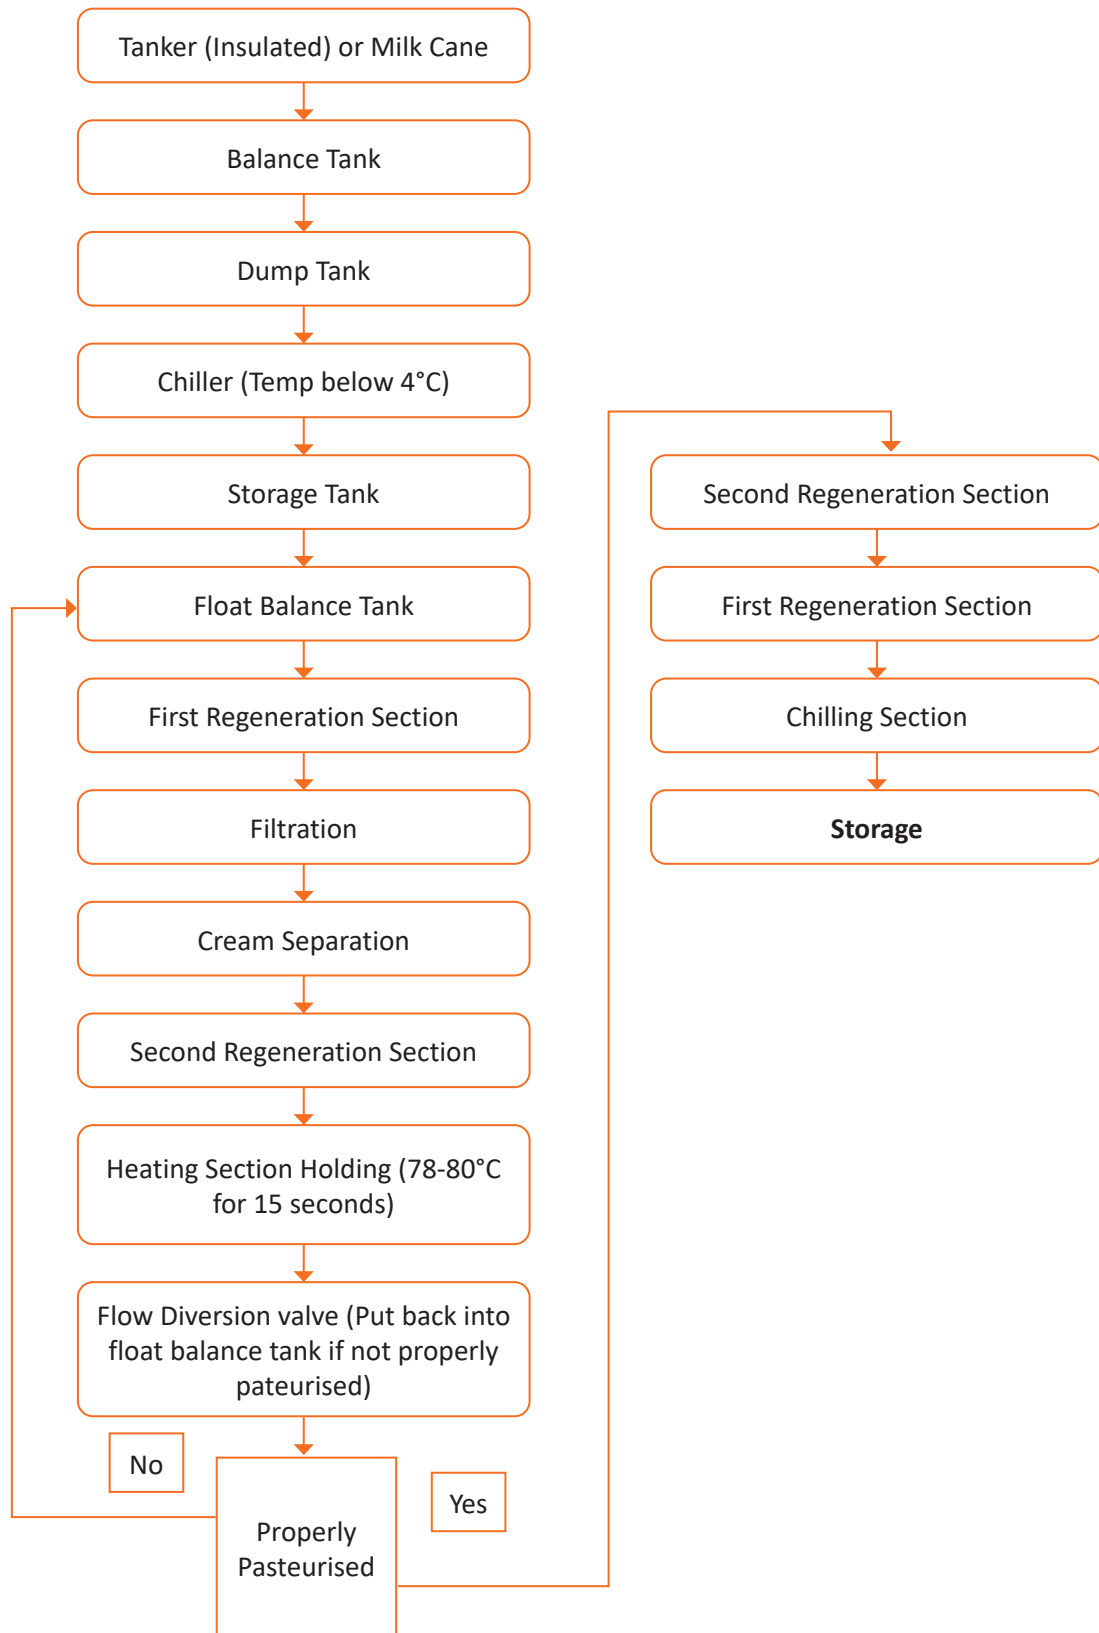 Tanker (Insulated) or Milk Cane
Balance Tank
Dump Tank
Chiller (Temp below 4°C)
Storage Tank
Float Balance Tank
First Regeneration Section
Filtration
Cream Separation
Second Regeneration Section
Heating Section Holding (78-80°C
for 15 seconds)
Flow Diversion valve (Put back into
float balance tank if not properly
pateurised)
No
Yes
Properly
Pasteurised
Second Regeneration Section
First Regeneration Section
Chilling Section
Storage